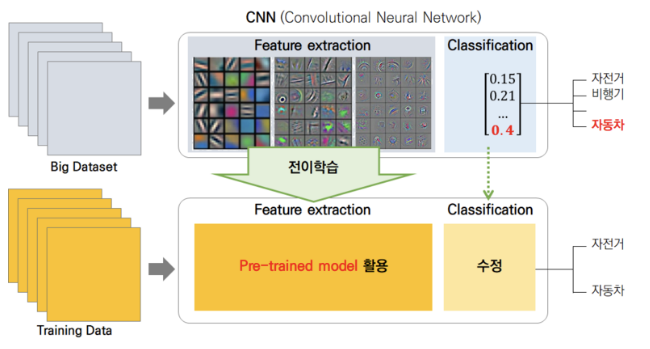 CNN (Convolutional Neural Network)
Feature extraction
Classification
0.15
0.21
...
0.4
자전거
비행기
자동차
Big Dataset
전이학습
Feature extraction
Classification
Pre-trained model 활용
수정
자전거
자동차
Training Data